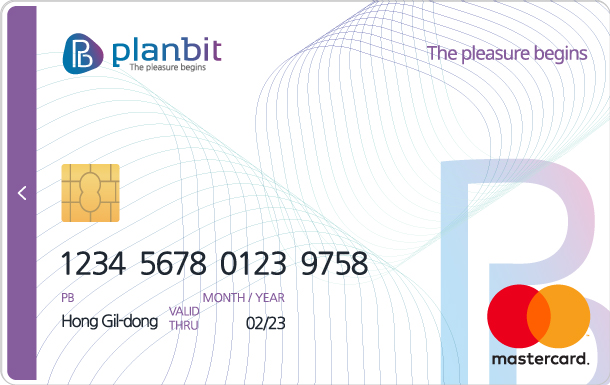 planbit
The pleasure begins
The pleasure begins
1234 5678 0123 9758
PB
MONTH / YEAR
Hong Gil-dong
VALID
THRU
02/23
mastercard.